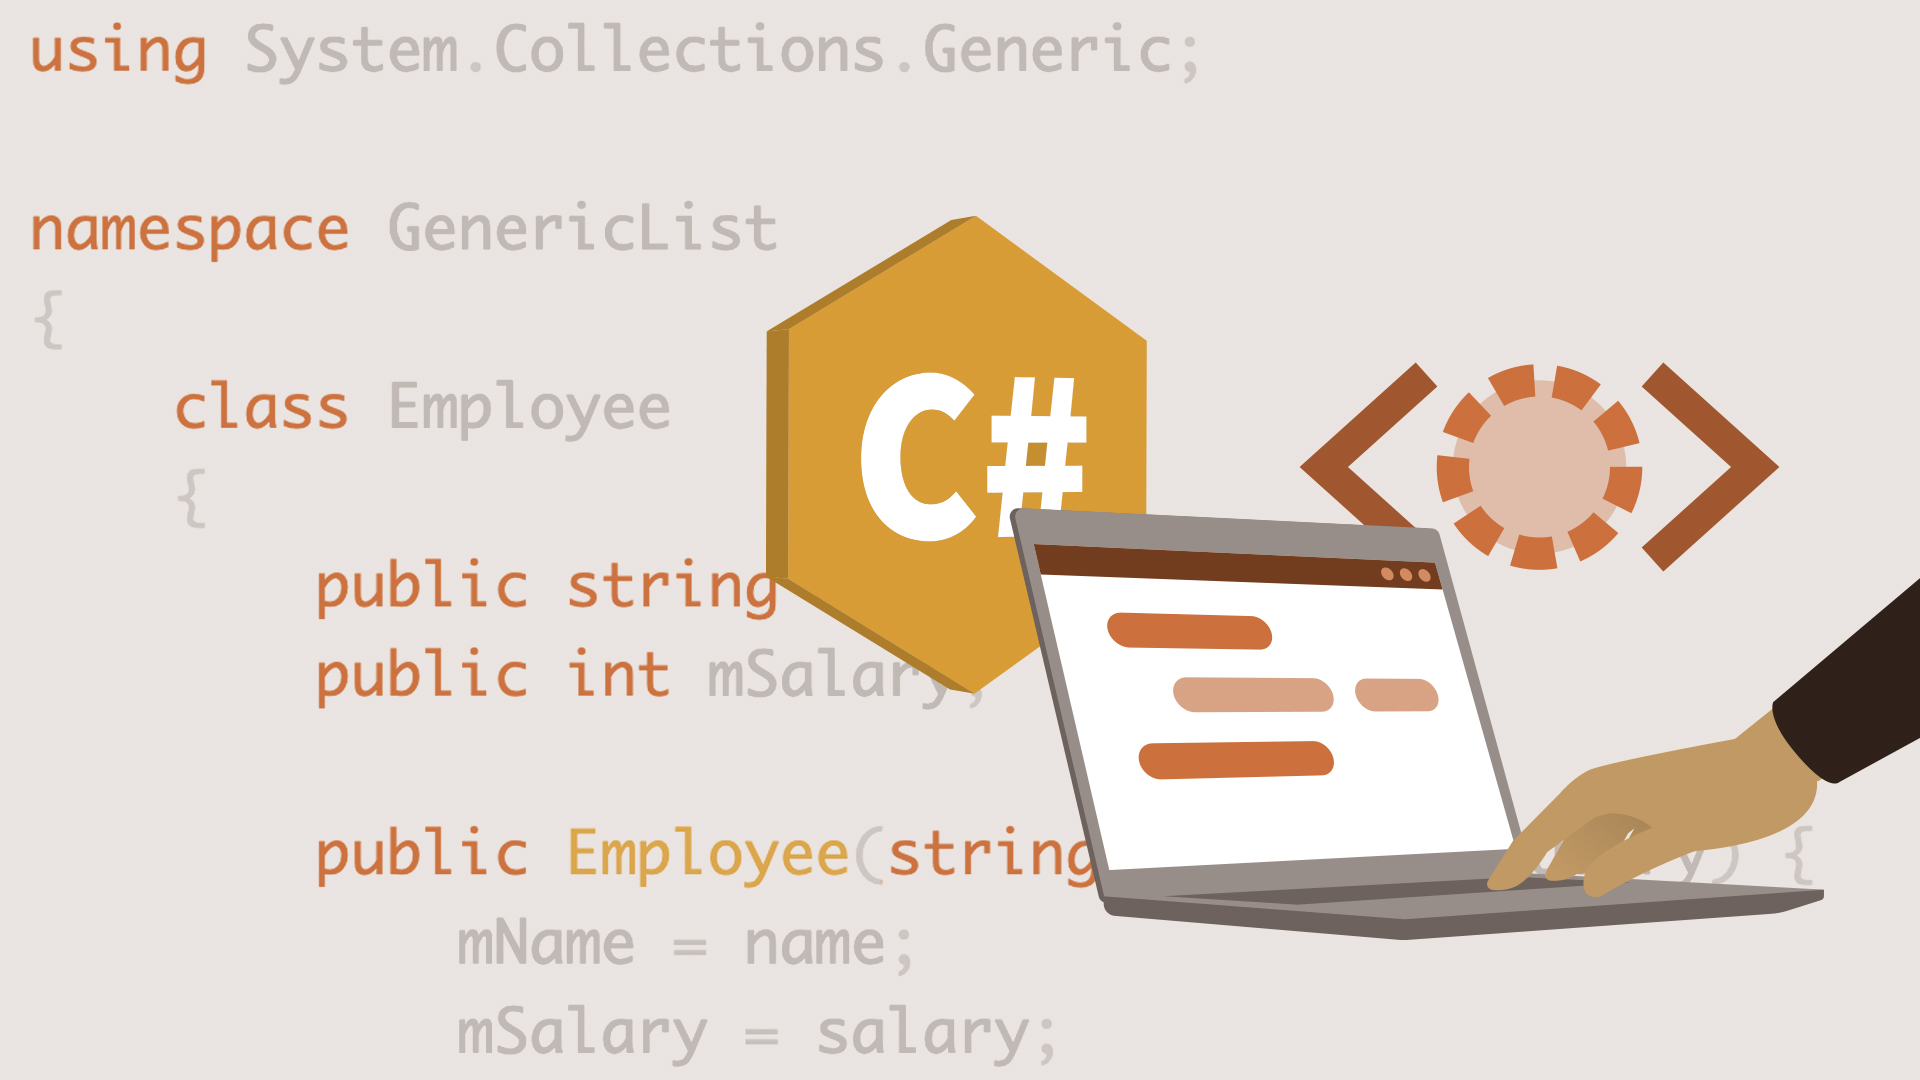 using System.Collections.Generic;
namespace GenericList
{
class Employee
{
public string
public int mSalary;
public Employee(string
) {
mName = name;
mSalary = salary;
C#